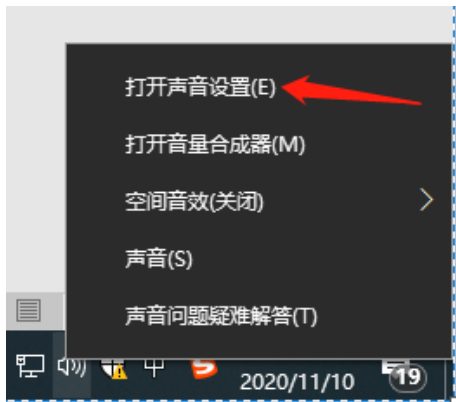 打开声音设置(E)
打开音量合成器(M)
空间音效(关闭)
声音(S)
声音问题疑难解答(T)
中
2020/11/10
19